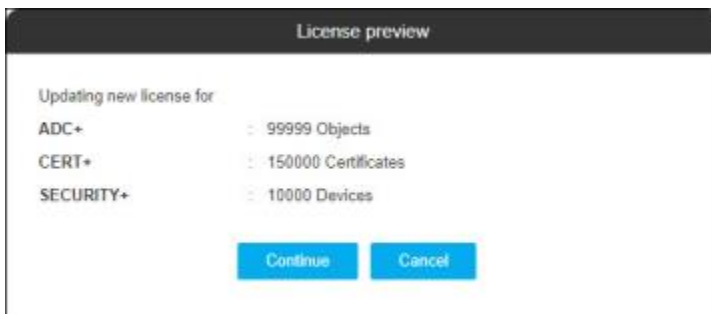 License preview
Updating new license for
ADC+ : 99999 Objects
CERT+ : 150000 Certificates
SECURITY+ : 10000 Devices
Continue Cancel